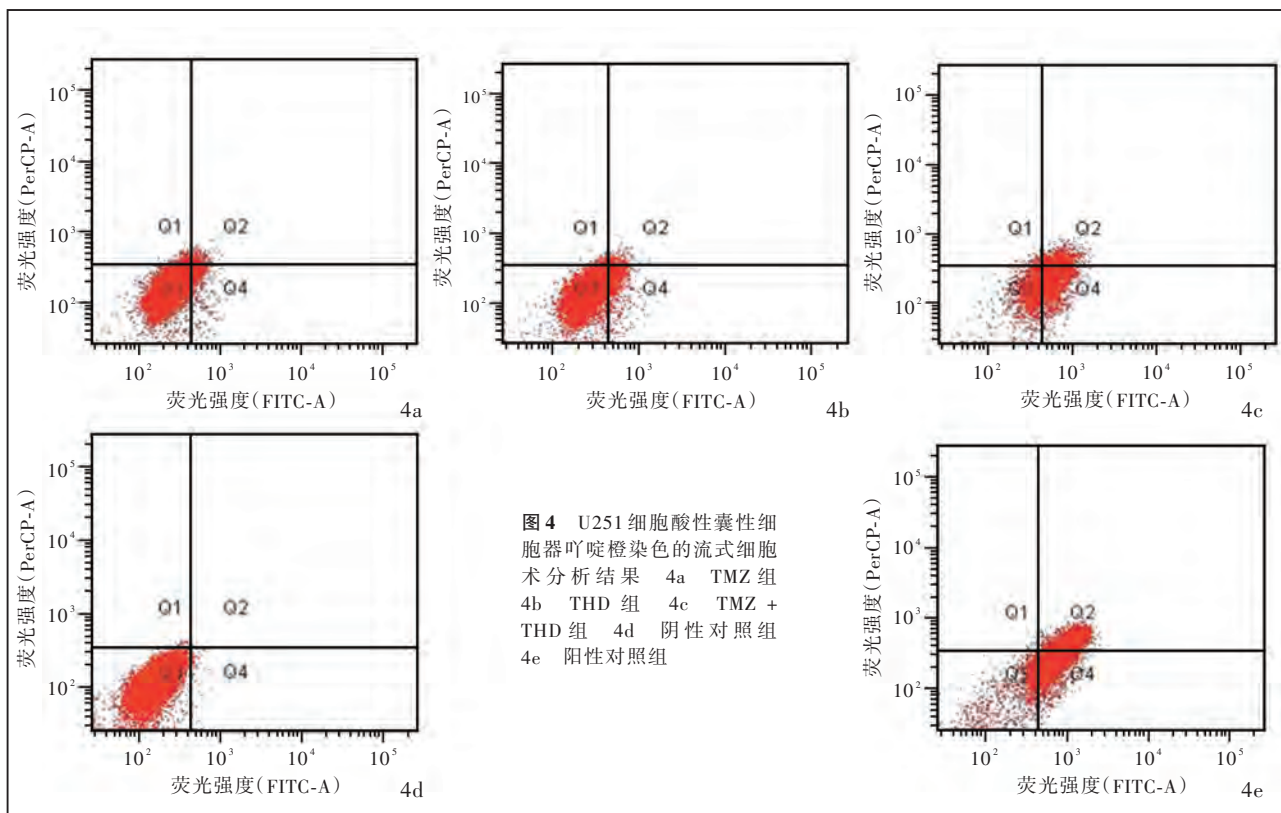 10⁵
10⁴
10³
10²
荧光强度(PerCP-A)
Q1 Q2
Q3 Q4
10² 10³ 10⁴ 10⁵
荧光强度(FITC-A)
4a
10⁵
10⁴
10³
10²
荧光强度(PerCP-A)
Q1 Q2
Q3 Q4
10² 10³ 10⁴ 10⁵
荧光强度(FITC-A)
4b
10⁵
10⁴
10³
10²
荧光强度(PerCP-A)
Q1 Q2
Q4
10² 10³ 10⁴ 10⁵
荧光强度(FITC-A)
4c
10⁵
10⁴
10³
10²
荧光强度(PerCP-A)
Q1 Q2
Q4
10² 10³ 10⁴ 10⁵
荧光强度(FITC-A)
4d
图4 U251细胞酸性囊性细
胞器吖啶橙染色的流式细胞
术分析结果 4a TMZ组
4b THD组 4c TMZ +
THD组 4d 阴性对照组
4e 阳性对照组
10⁵
10⁴
10³
10²
荧光强度(PerCP-A)
Q1 Q2
Q4
10² 10³ 10⁴ 10⁵
荧光强度(FITC-A)
4e